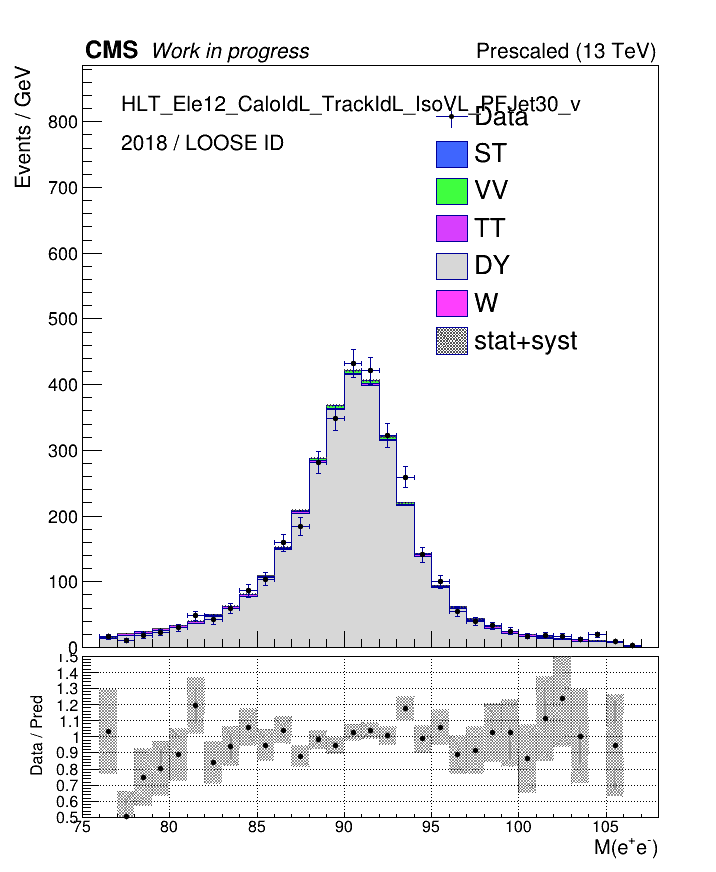 CMS Work in progress Prescaled (13 TeV)
Events / GeV
HLT_Ele12_CaloIdL_TrackIdL_IsoVL_PFJet30_v
2018 / LOOSE ID
Data
ST
VV
TT
DY
W
stat+syst
800
700
600
500
400
300
200
100
0
Data / Pred
1.5
1.4
1.3
1.2
1.1
1
0.9
0.8
0.7
0.6
0.5
75 80 85 90 95 100 105
M(e⁺e⁻)